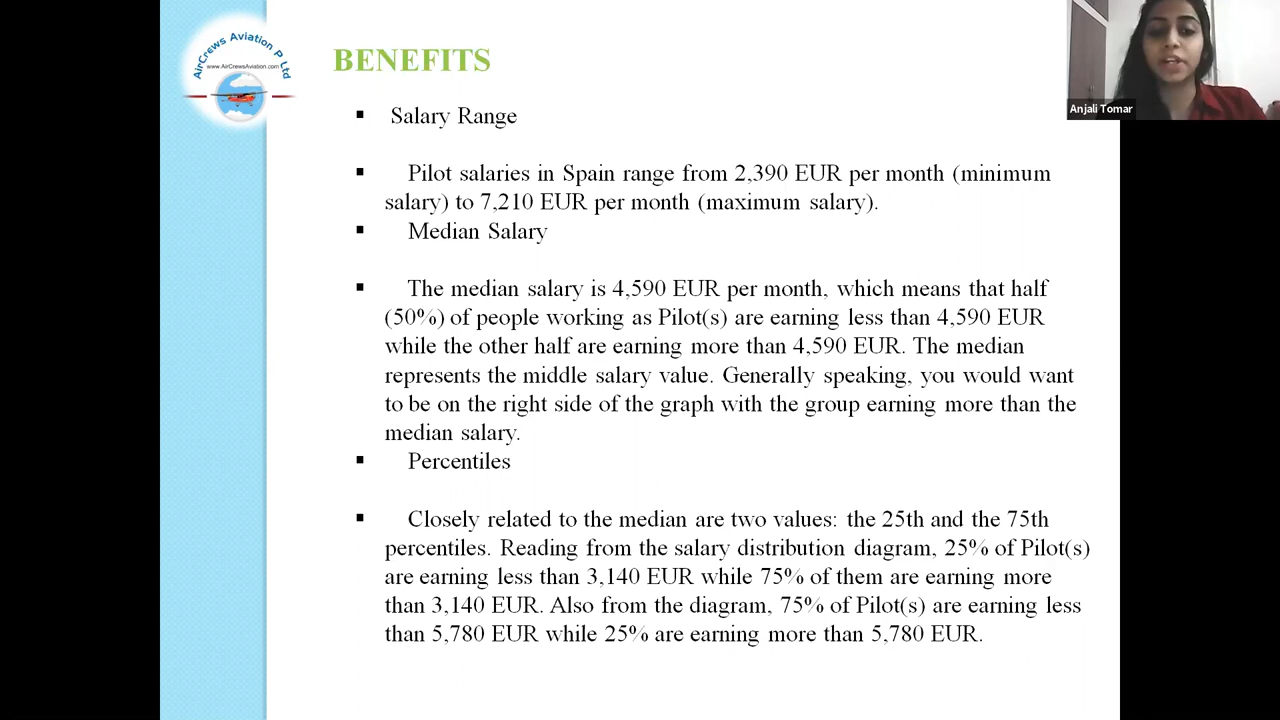 AirCrews Aviation P Ltd
www.AirCrewsAviation.com
BENEFITS
Anjali Tomar
▪ Salary Range
▪ Pilot salaries in Spain range from 2,390 EUR per month (minimum
salary) to 7,210 EUR per month (maximum salary).
▪ Median Salary
▪ The median salary is 4,590 EUR per month, which means that half
(50%) of people working as Pilot(s) are earning less than 4,590 EUR
while the other half are earning more than 4,590 EUR. The median
represents the middle salary value. Generally speaking, you would want
to be on the right side of the graph with the group earning more than the
median salary.
▪ Percentiles
▪ Closely related to the median are two values: the 25th and the 75th
percentiles. Reading from the salary distribution diagram, 25% of Pilot(s)
are earning less than 3,140 EUR while 75% of them are earning more
than 3,140 EUR. Also from the diagram, 75% of Pilot(s) are earning less
than 5,780 EUR while 25% are earning more than 5,780 EUR.